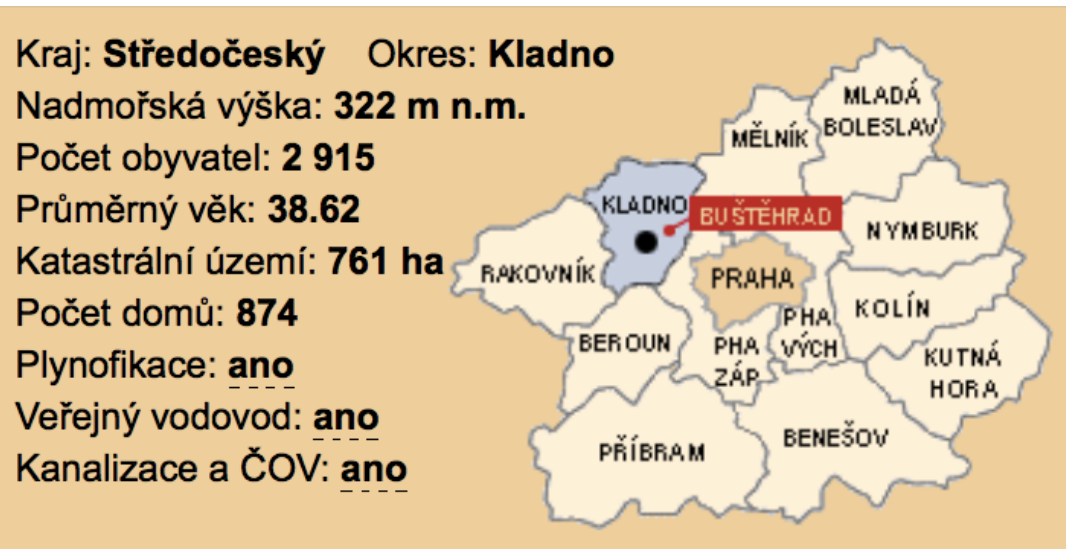 Kraj: Středočeský Okres: Kladno
Nadmořská výška: 322 m n.m.
Počet obyvatel: 2 915
Průměrný věk: 38.62
Katastrální území: 761 ha
Počet domů: 874
Plynofikace: ano
Veřejný vodovod: ano
Kanalizace a ČOV: ano
MLADÁ
BOLESLAV
MĚLNÍK
KLADNO
BUŠTĚHRAD
NYMBURK
RAKOVNÍK
PRAHA
KOLÍN
BEROUN
PHA
ZÁP.
PHA
VÝCH
KUTNÁ
HORA
PŘÍBRAM
BENEŠOV